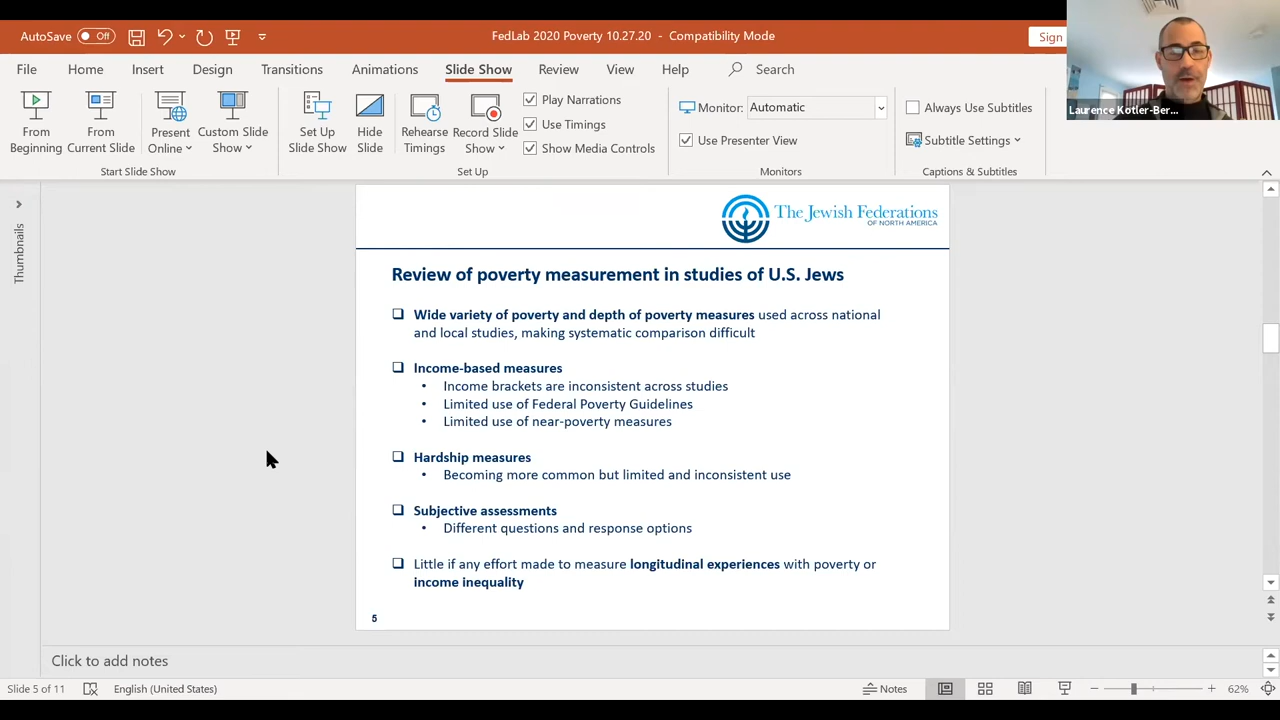 AutoSave Off
FedLab 2020 Poverty 10.27.20 - Compatibility Mode
Sign
Laurence Kotler-Ber...
File Home Insert Design Transitions Animations Slide Show Review View Help Search
From Beginning
From Current Slide
Present Online
Custom Slide Show
Start Slide Show
Set Up Slide Show
Hide Slide
Rehearse Timings
Record Slide Show
Play Narrations
Use Timings
Show Media Controls
Set Up
Monitor: Automatic
Use Presenter View
Monitors
Always Use Subtitles
Subtitle Settings
Captions & Subtitles
Thumbnails
The Jewish Federations
OF NORTH AMERICA
Review of poverty measurement in studies of U.S. Jews
Wide variety of poverty and depth of poverty measures used across national
and local studies, making systematic comparison difficult
Income-based measures
• Income brackets are inconsistent across studies
• Limited use of Federal Poverty Guidelines
• Limited use of near-poverty measures
Hardship measures
• Becoming more common but limited and inconsistent use
Subjective assessments
• Different questions and response options
Little if any effort made to measure longitudinal experiences with poverty or
income inequality
5
Click to add notes
Slide 5 of 11 English (United States) Notes 62%